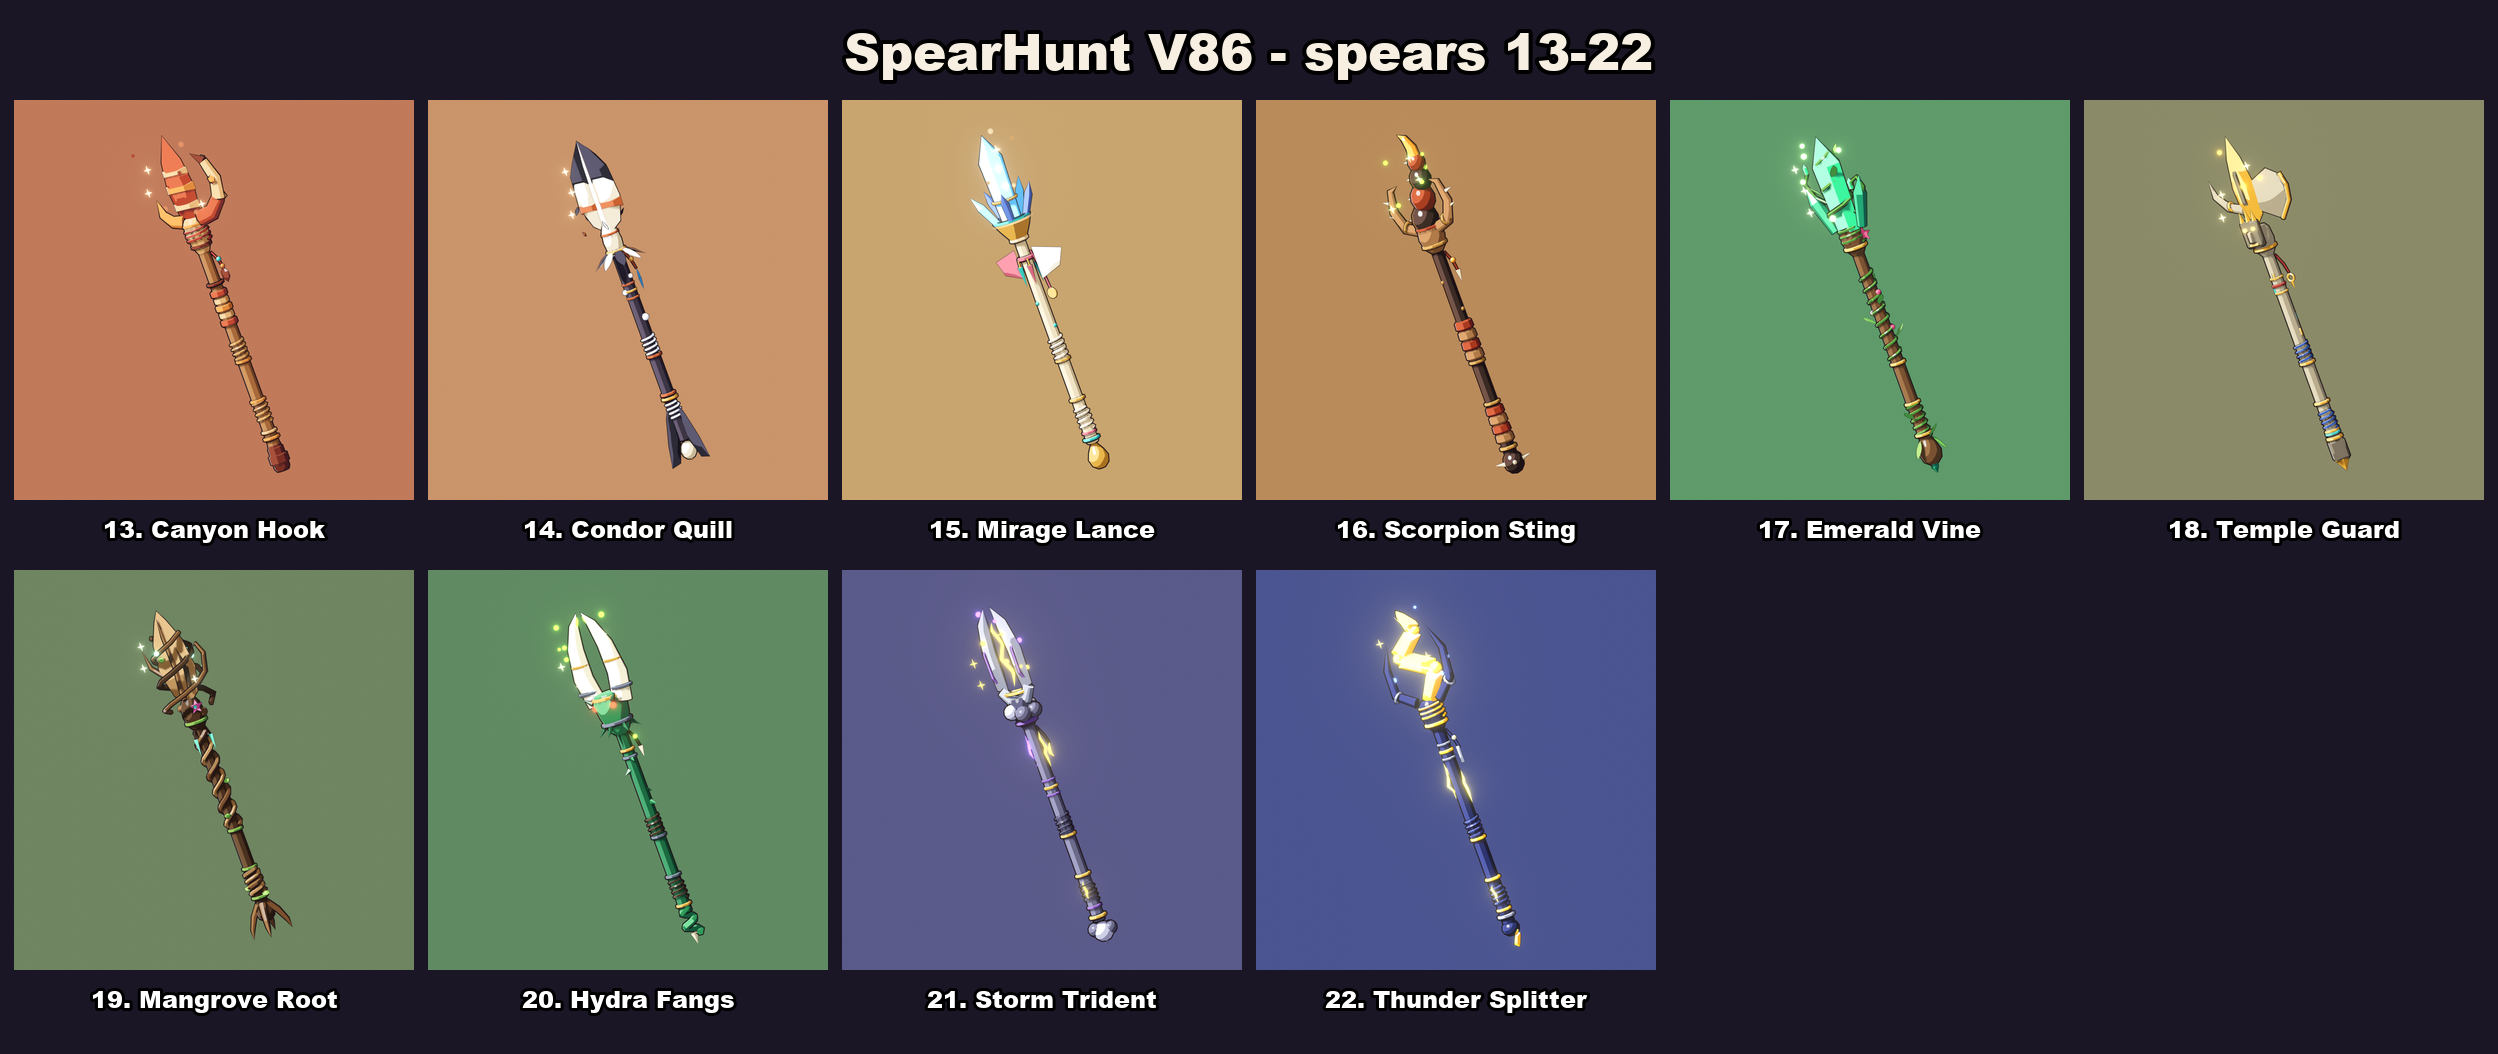 SpearHunt V86 - spears 13-22
13. Canyon Hook
14. Condor Quill
15. Mirage Lance
16. Scorpion Sting
17. Emerald Vine
18. Temple Guard
19. Mangrove Root
20. Hydra Fangs
21. Storm Trident
22. Thunder Splitter